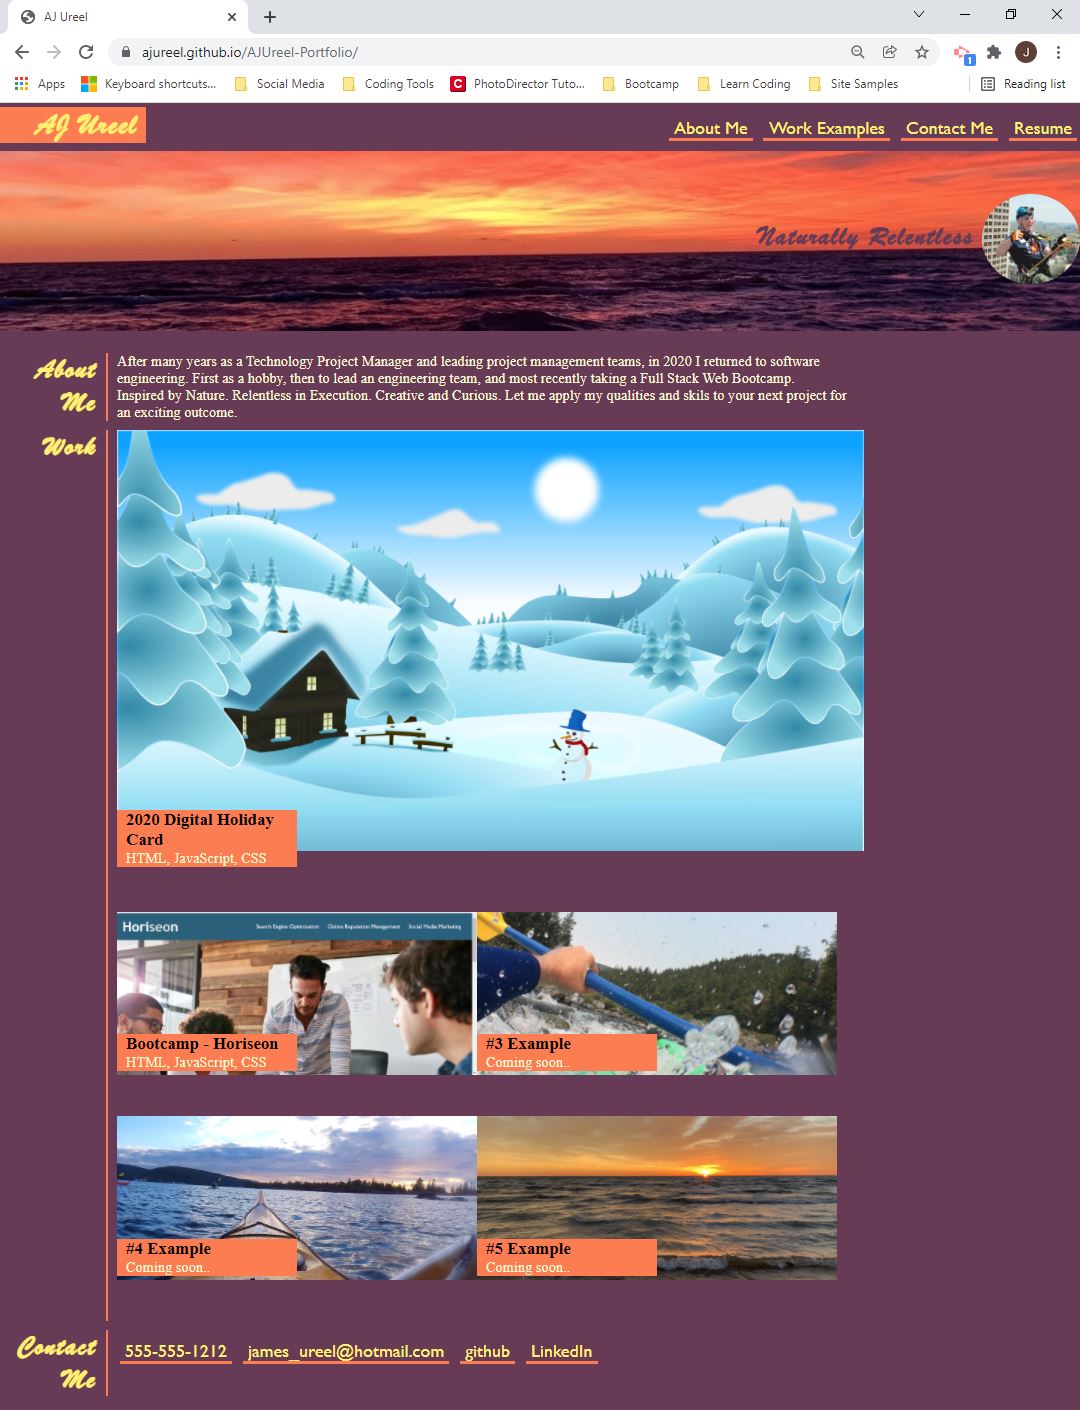 AJ Ureel
ajureel.github.io/AJUreel-Portfolio/
J
1
Apps
Keyboard shortcuts...
Social Media
Coding Tools
C
PhotoDirector Tuto...
Bootcamp
Learn Coding
Site Samples
Reading list
AJ Ureel
About Me
Work Examples
Contact Me
Resume
Naturally Relentless
About
Me
After many years as a Technology Project Manager and leading project management teams, in 2020 I returned to software
engineering. First as a hobby, then to lead an engineering team, and most recently taking a Full Stack Web Bootcamp.
Inspired by Nature. Relentless in Execution. Creative and Curious. Let me apply my qualities and skils to your next project for
an exciting outcome.
Work
2020 Digital Holiday
Card
HTML, JavaScript, CSS
Horiseon
Search Engine Optimization
Online Reputation Management
Social Media Marketing
Bootcamp - Horiseon
HTML, JavaScript, CSS
#3 Example
Coming soon..
#4 Example
Coming soon..
#5 Example
Coming soon..
Contact
Me
555-555-1212
james_ureel@hotmail.com
github
LinkedIn